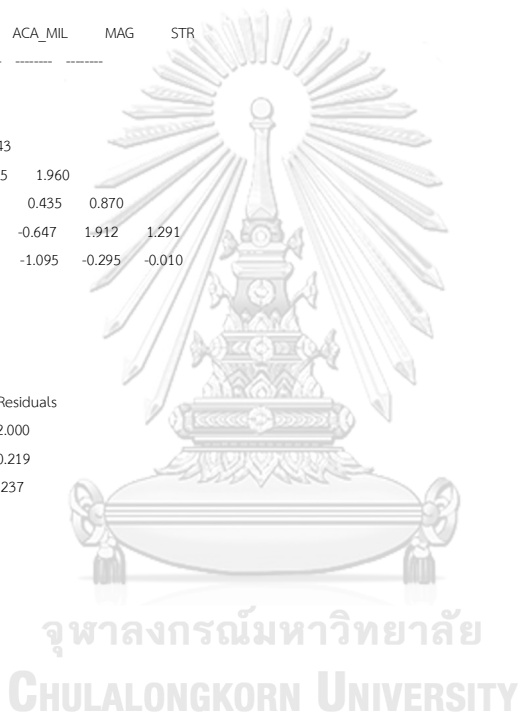 ACA_MIL MAG STR
-------- --------
43
5 1.960
0.435 0.870
-0.647 1.912 1.291
-1.095 -0.295 -0.010
Residuals
2.000
0.219
237
จุฬาลงกรณ์มหาวิทยาลัย
CHULALONGKORN UNIVERSITY